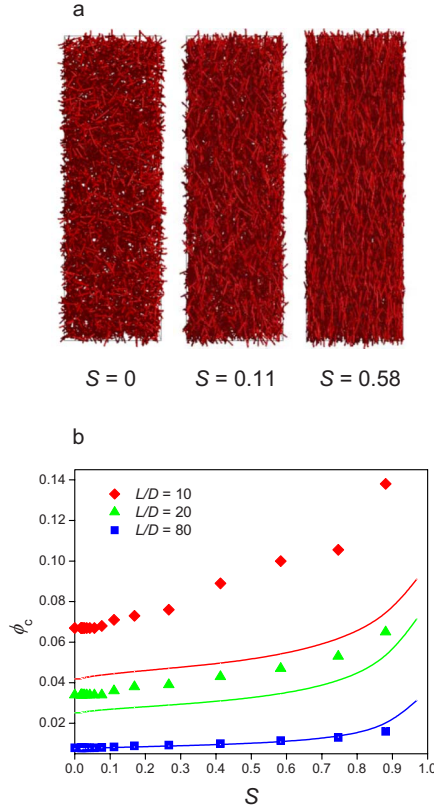 a
S = 0 S = 0.11 S = 0.58
b
0.14
L/D = 10
0.12
L/D = 20
L/D = 80
0.10
0.08
ϕc
0.06
0.04
0.02
0.0 0.1 0.2 0.3 0.4 0.5 0.6 0.7 0.8 0.9 1.0
S